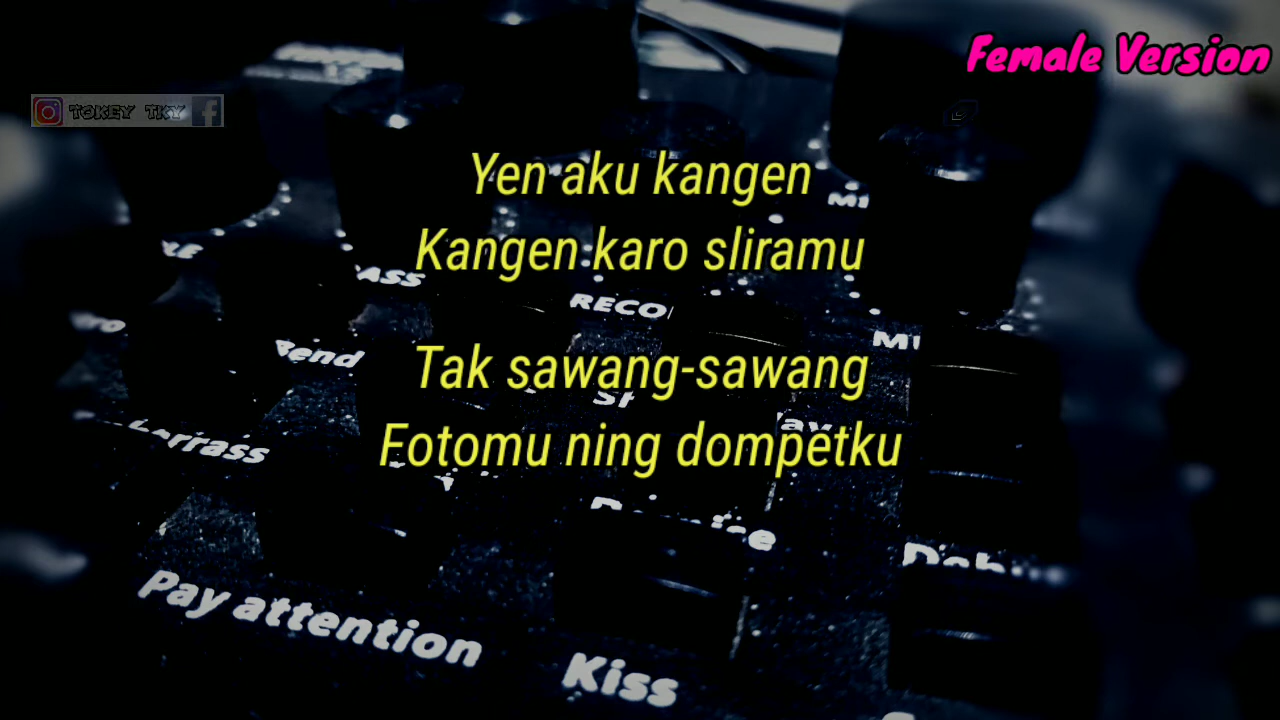 Female Version
TOKEY TKY
Yen aku kangen
Kangen karo sliramu
Tak sawang-sawang
Fotomu ning dompetku
Pay attention
Kiss